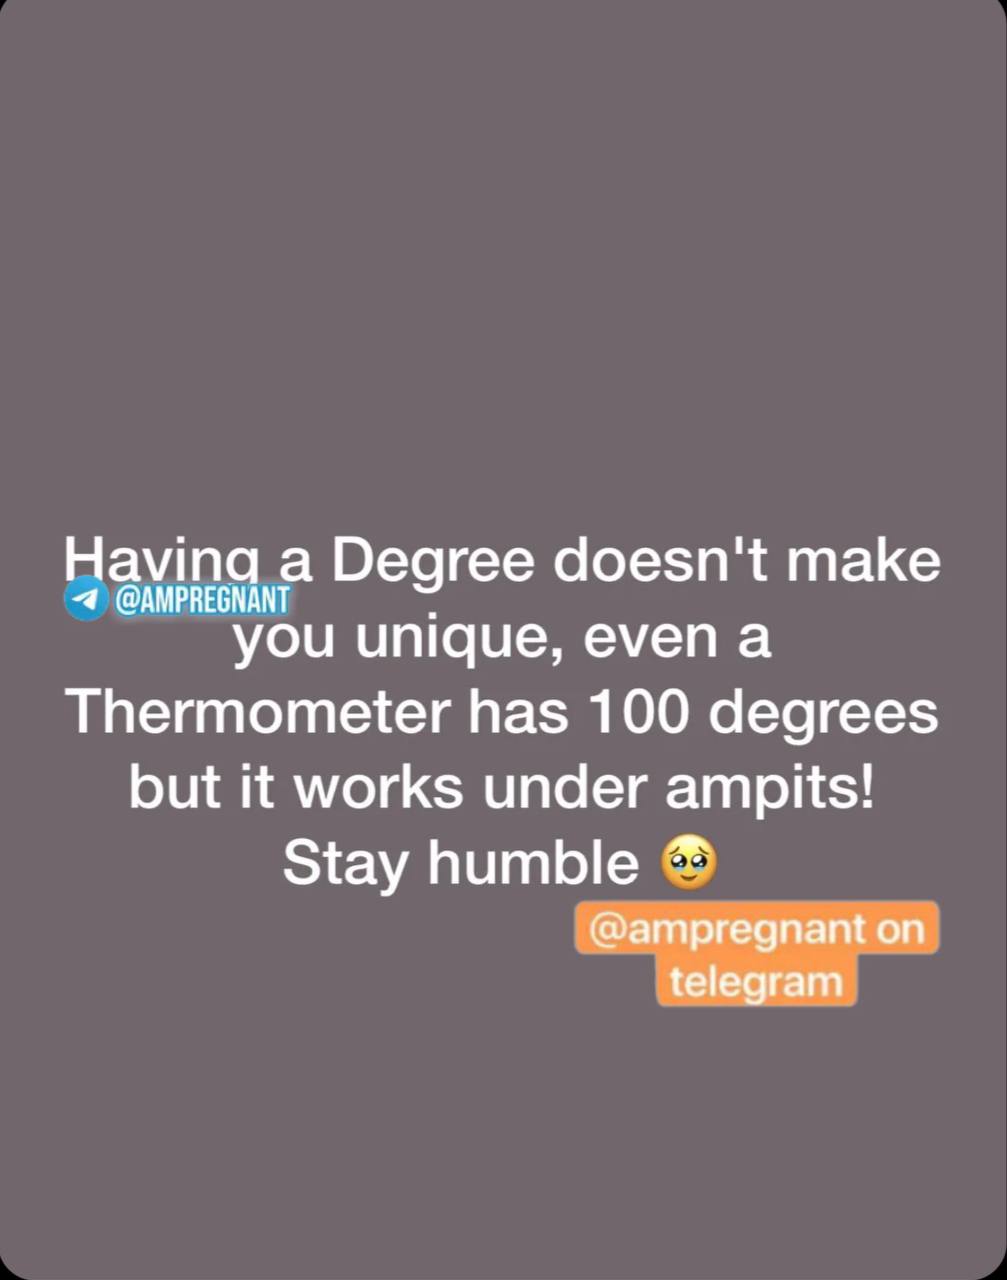 Having a Degree doesn't make
@AMPREGNANT
you unique, even a
Thermometer has 100 degrees
but it works under ampits!
Stay humble 🥹
@ampregnant on
telegram